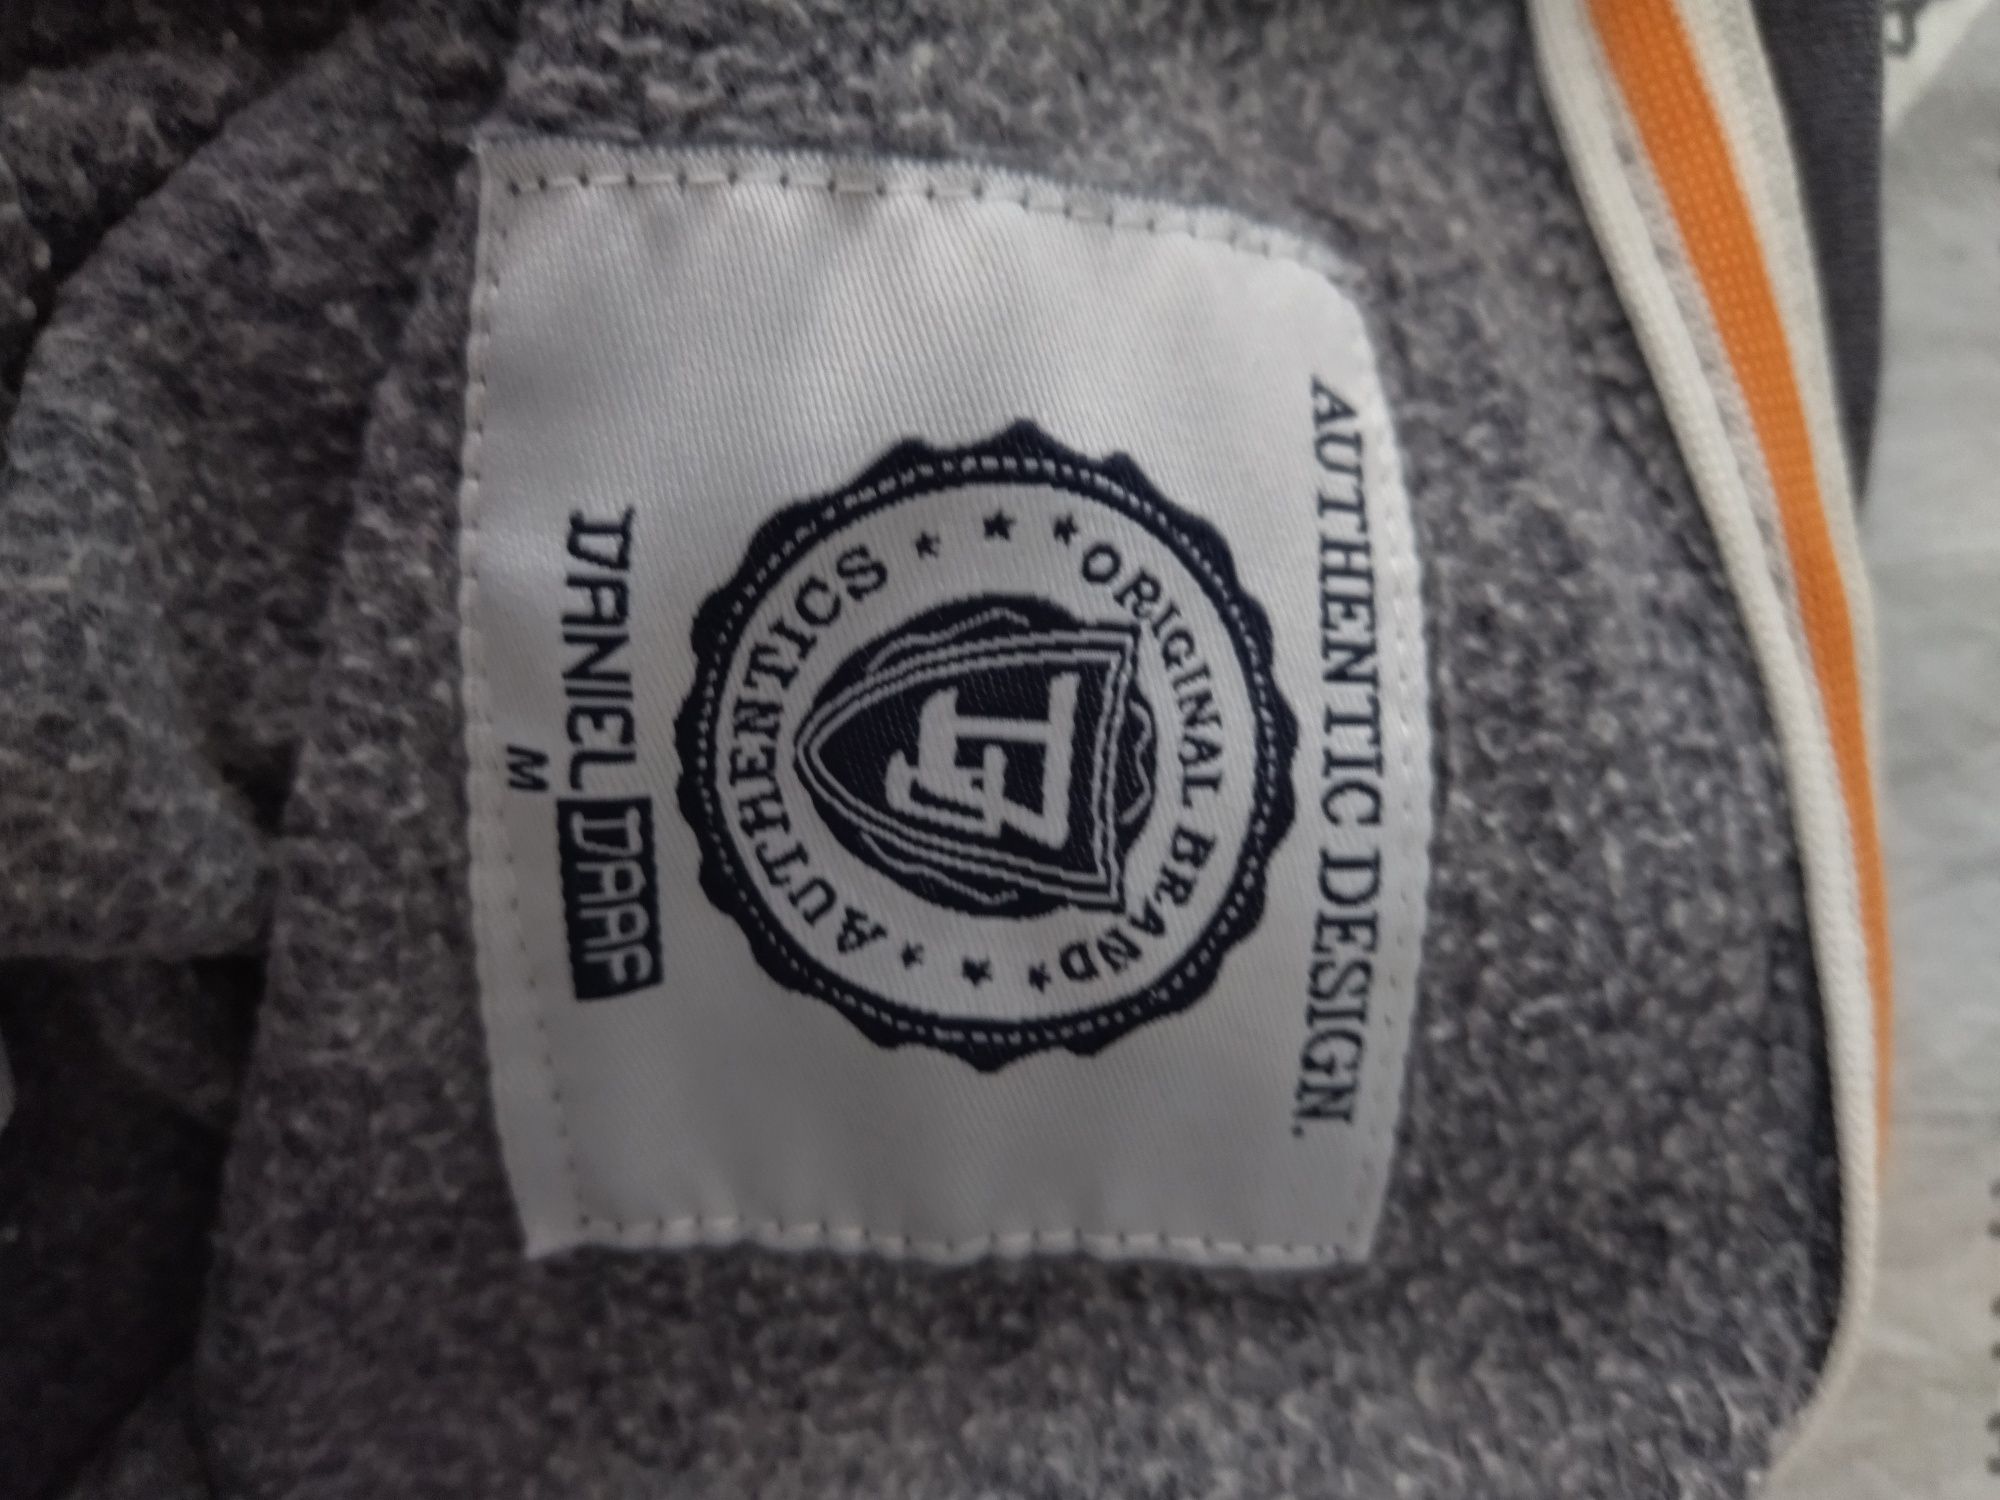 AUTHENTIC DESIGN.
ORIGINAL BRAND
AUTHENTICS
DANIEL DAAF
M